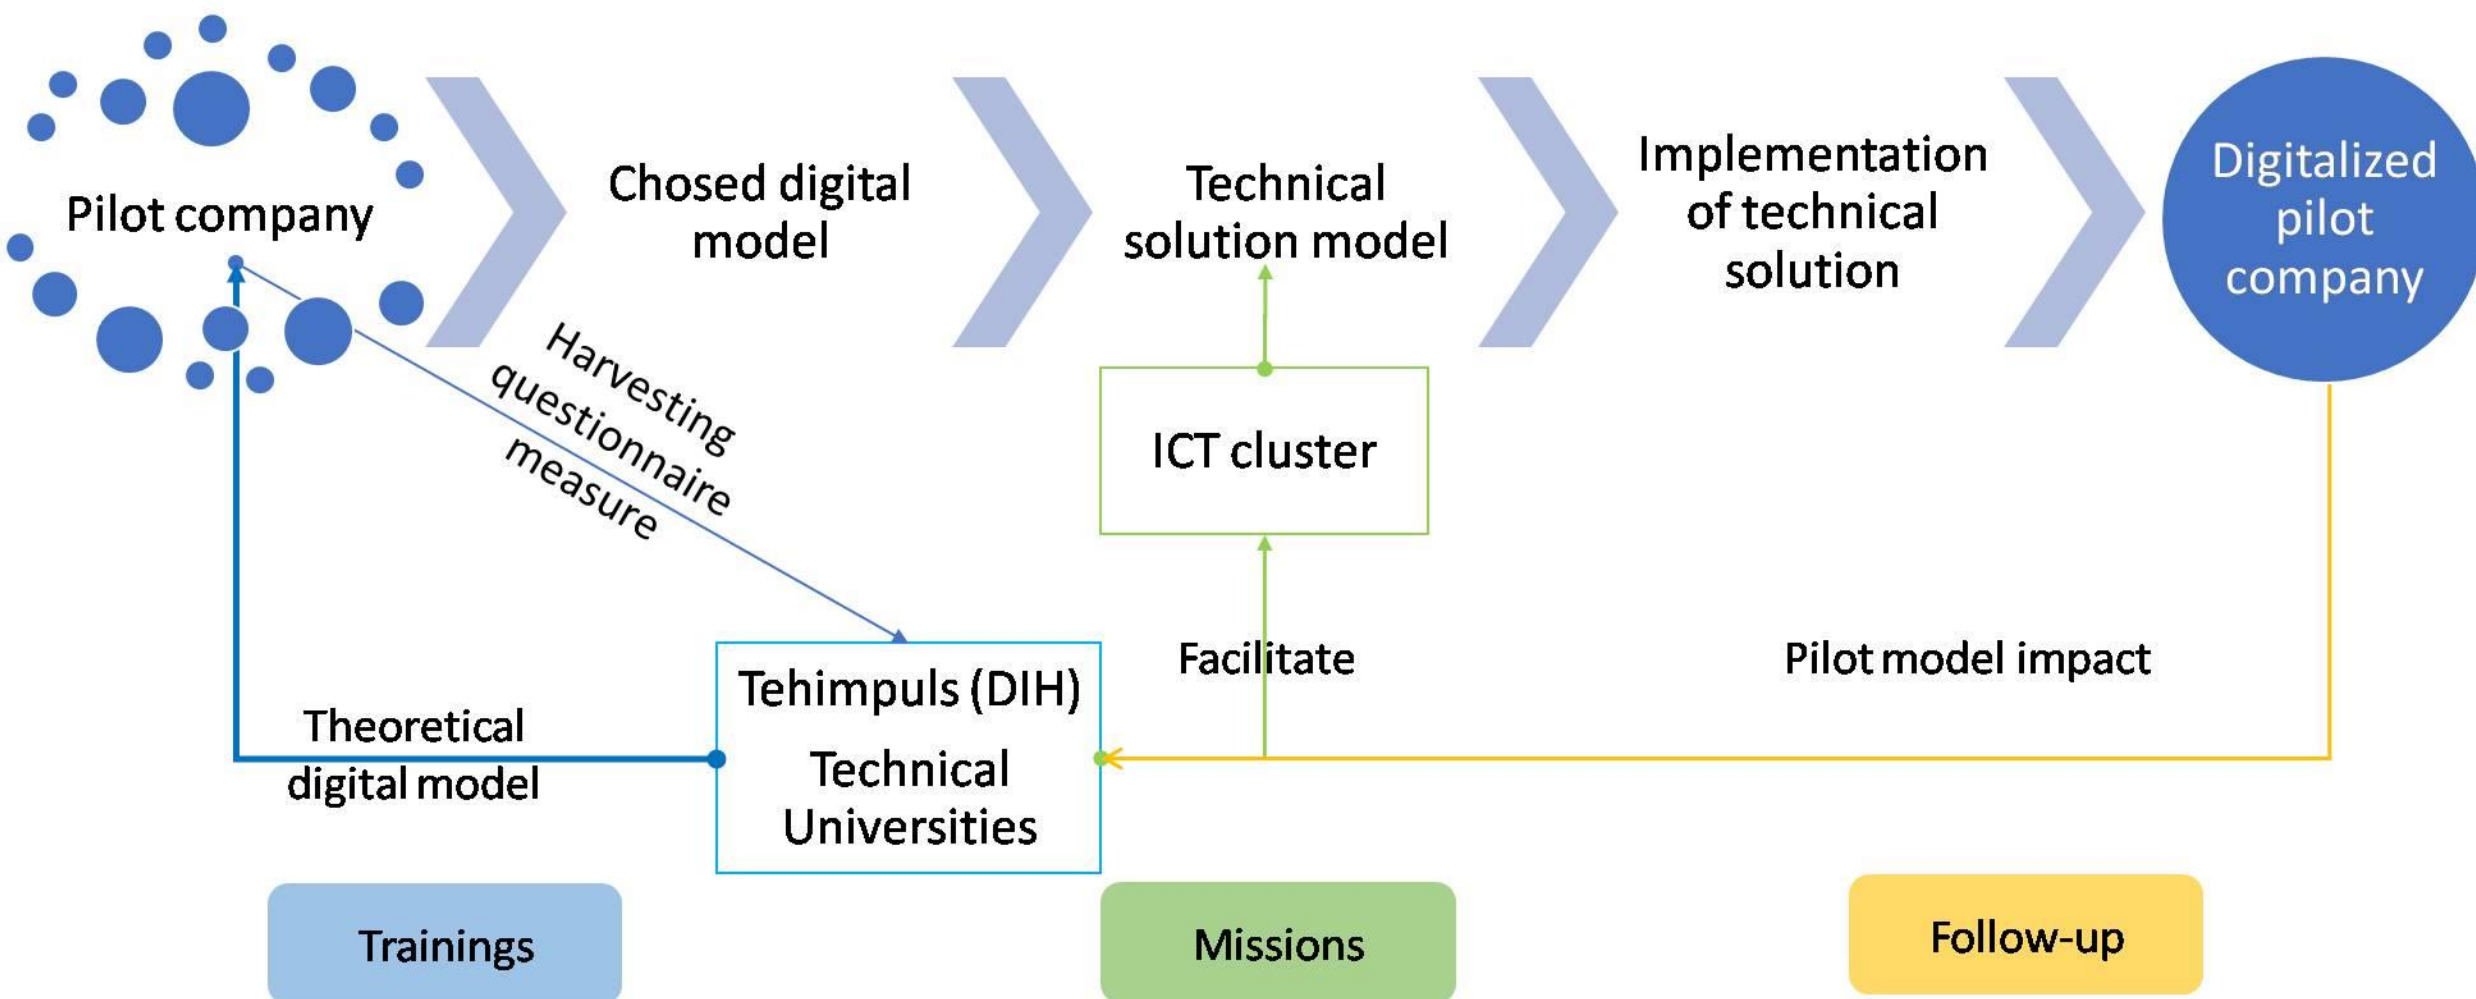 Pilot company
Chosed digital
model
Technical
solution model
Implementation
of technical
solution
Digitalized
pilot
company
Harvesting
questionnaire
measure
ICT cluster
Facilitate
Pilot model impact
Theoretical
digital model
Tehimpuls (DIH)
Technical
Universities
Trainings
Missions
Follow-up